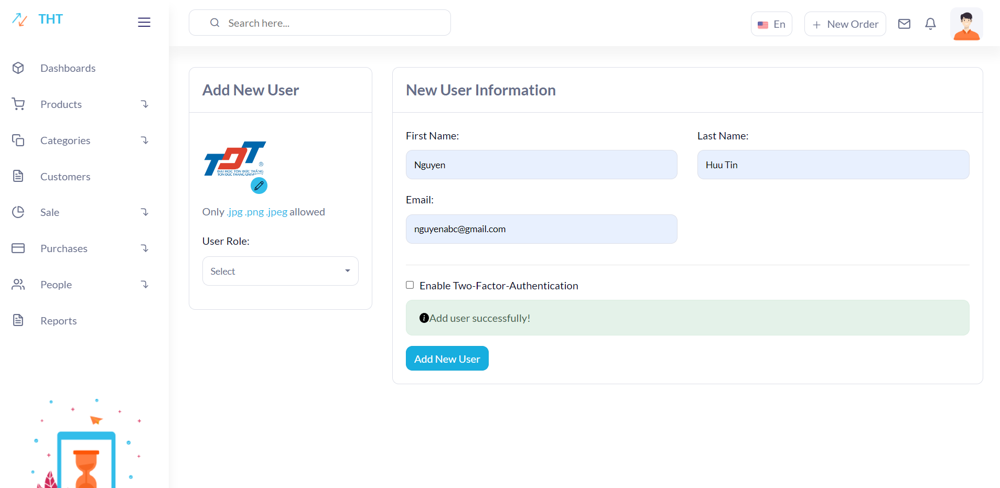 THT
Search here...
En
New Order
Dashboards
Products
Categories
Customers
Sale
Purchases
People
Reports
Add New User
ĐẠI HỌC TÔN ĐỨC THẮNG
TON DUC THANG UNIVERSITY
®
Only .jpg .png .jpeg allowed
User Role:
Select
New User Information
First Name:
Last Name:
Nguyen
Huu Tin
Email:
nguyenabc@gmail.com
Enable Two-Factor-Authentication
Add user successfully!
Add New User